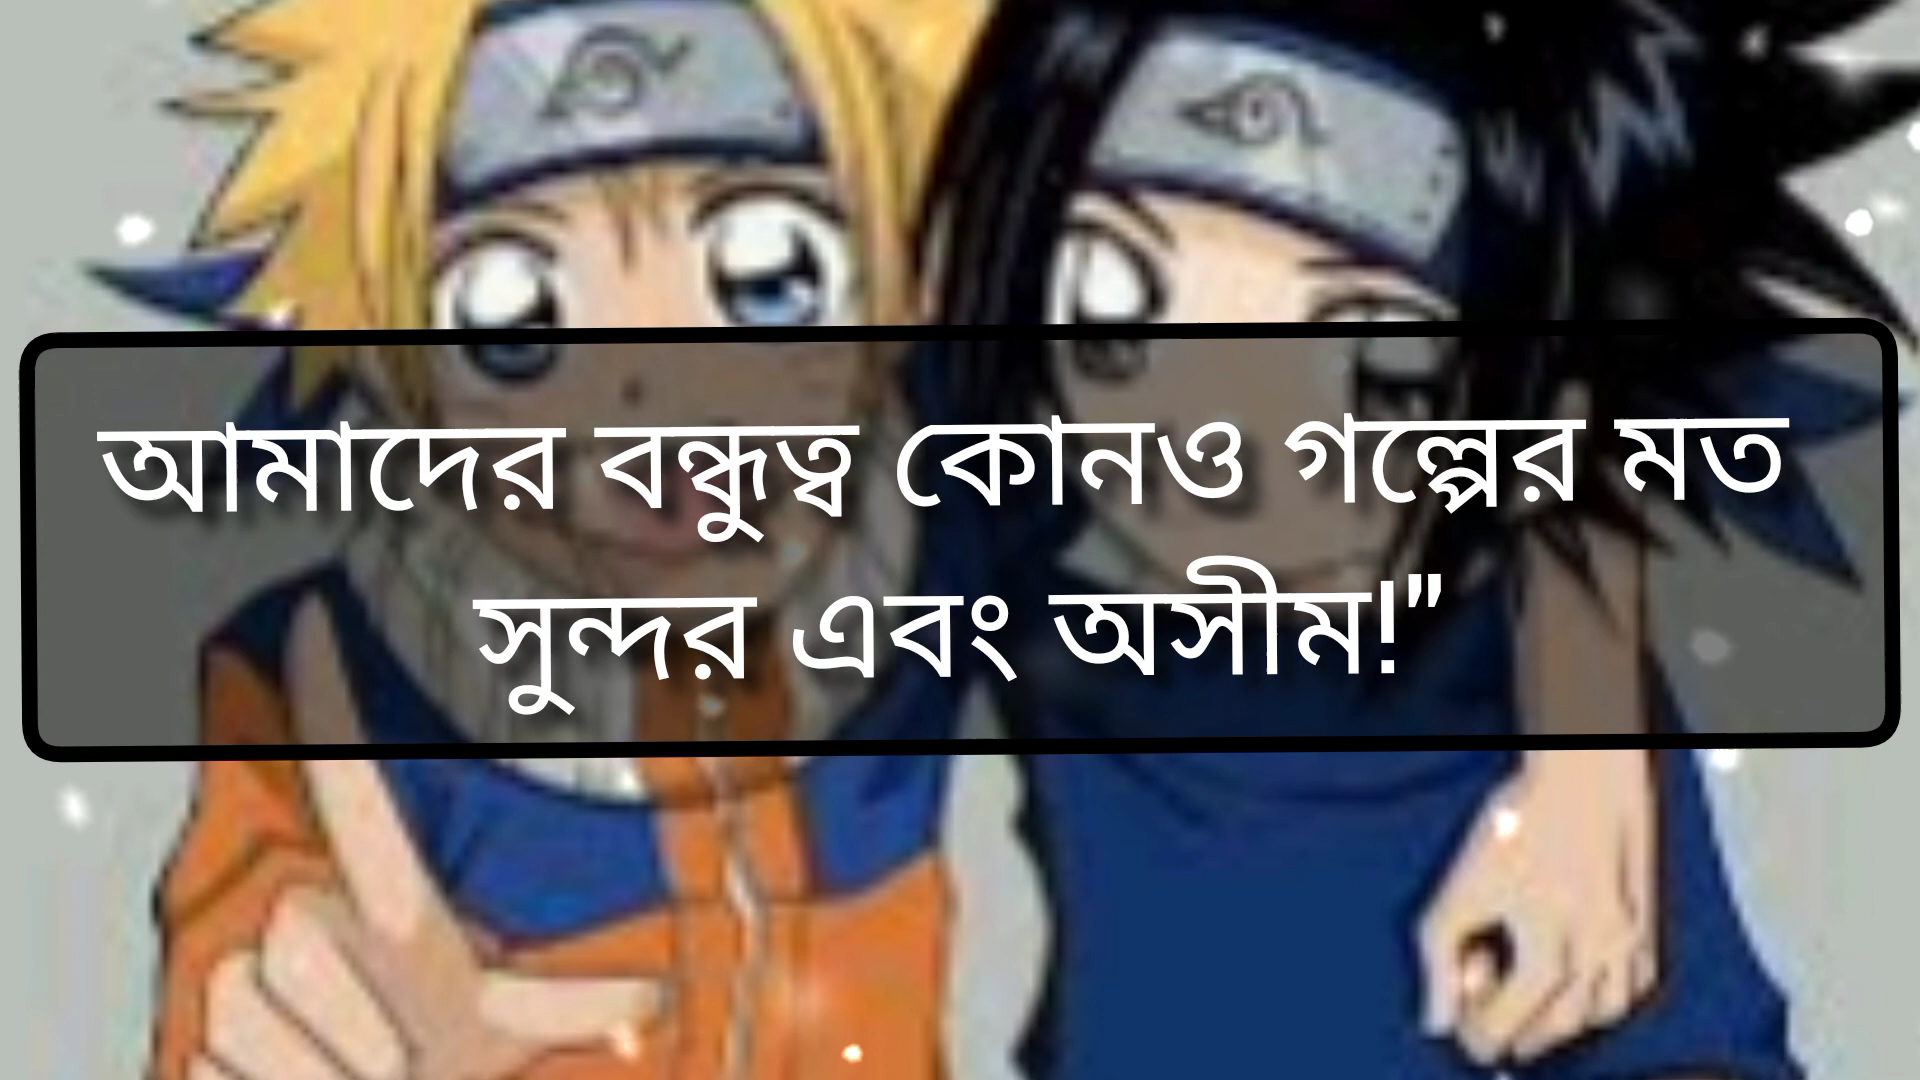 আমাদের বন্ধুত্ব কোনও গল্পের মত
সুন্দর এবং অসীম!"